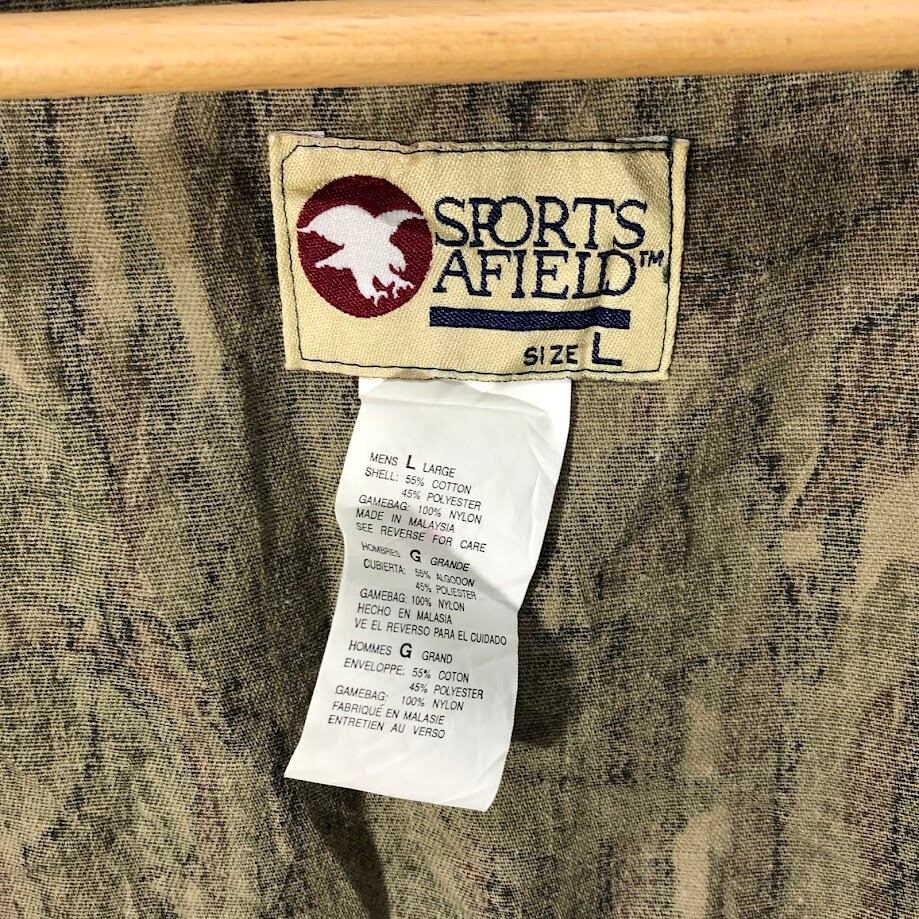 SPORTS
AFIELD™
SIZE L
MENS L LARGE
SHELL: 55% COTTON
45% POLYESTER
GAMEBAG: 100% NYLON
MADE IN MALAYSIA
SEE REVERSE FOR CARE
HOMBRES G GRANDE
CUBIERTA: 55% ALGODON
45% POLIESTER
GAMEBAG: 100% NYLON
HECHO EN MALASIA
VE EL REVERSO PARA EL CUIDADO
HOMMES G GRAND
ENVELOPPE: 55% COTON
45% POLYESTER
GAMEBAG: 100% NYLON
FABRIQUÉ EN MALASIE
ENTRETIEN AU VERSO